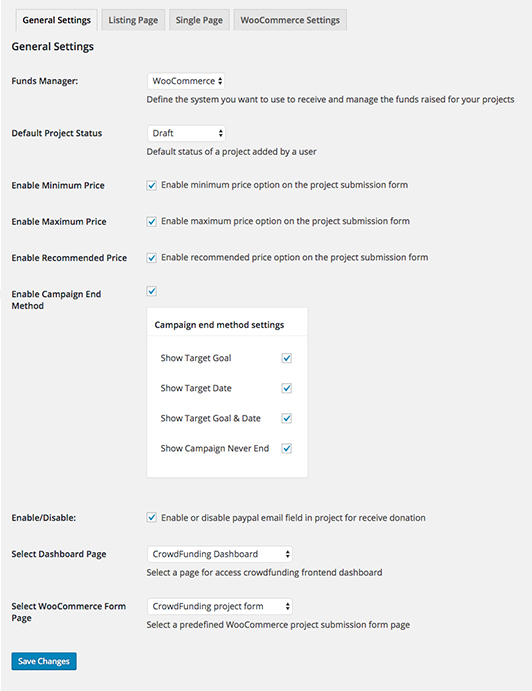 General Settings Listing Page Single Page WooCommerce Settings
General Settings
Funds Manager: WooCommerce
Define the system you want to use to receive and manage the funds raised for your projects
Default Project Status Draft
Default status of a project added by a user
Enable Minimum Price Enable minimum price option on the project submission form
Enable Maximum Price Enable maximum price option on the project submission form
Enable Recommended Price Enable recommended price option on the project submission form
Enable Campaign End
Method
Campaign end method settings
Show Target Goal
Show Target Date
Show Target Goal & Date
Show Campaign Never End
Enable/Disable: Enable or disable paypal email field in project for receive donation
Select Dashboard Page CrowdFunding Dashboard
Select a page for access crowdfunding frontend dashboard
Select WooCommerce Form
Page
CrowdFunding project form
Select a predefined WooCommerce project submission form page
Save Changes